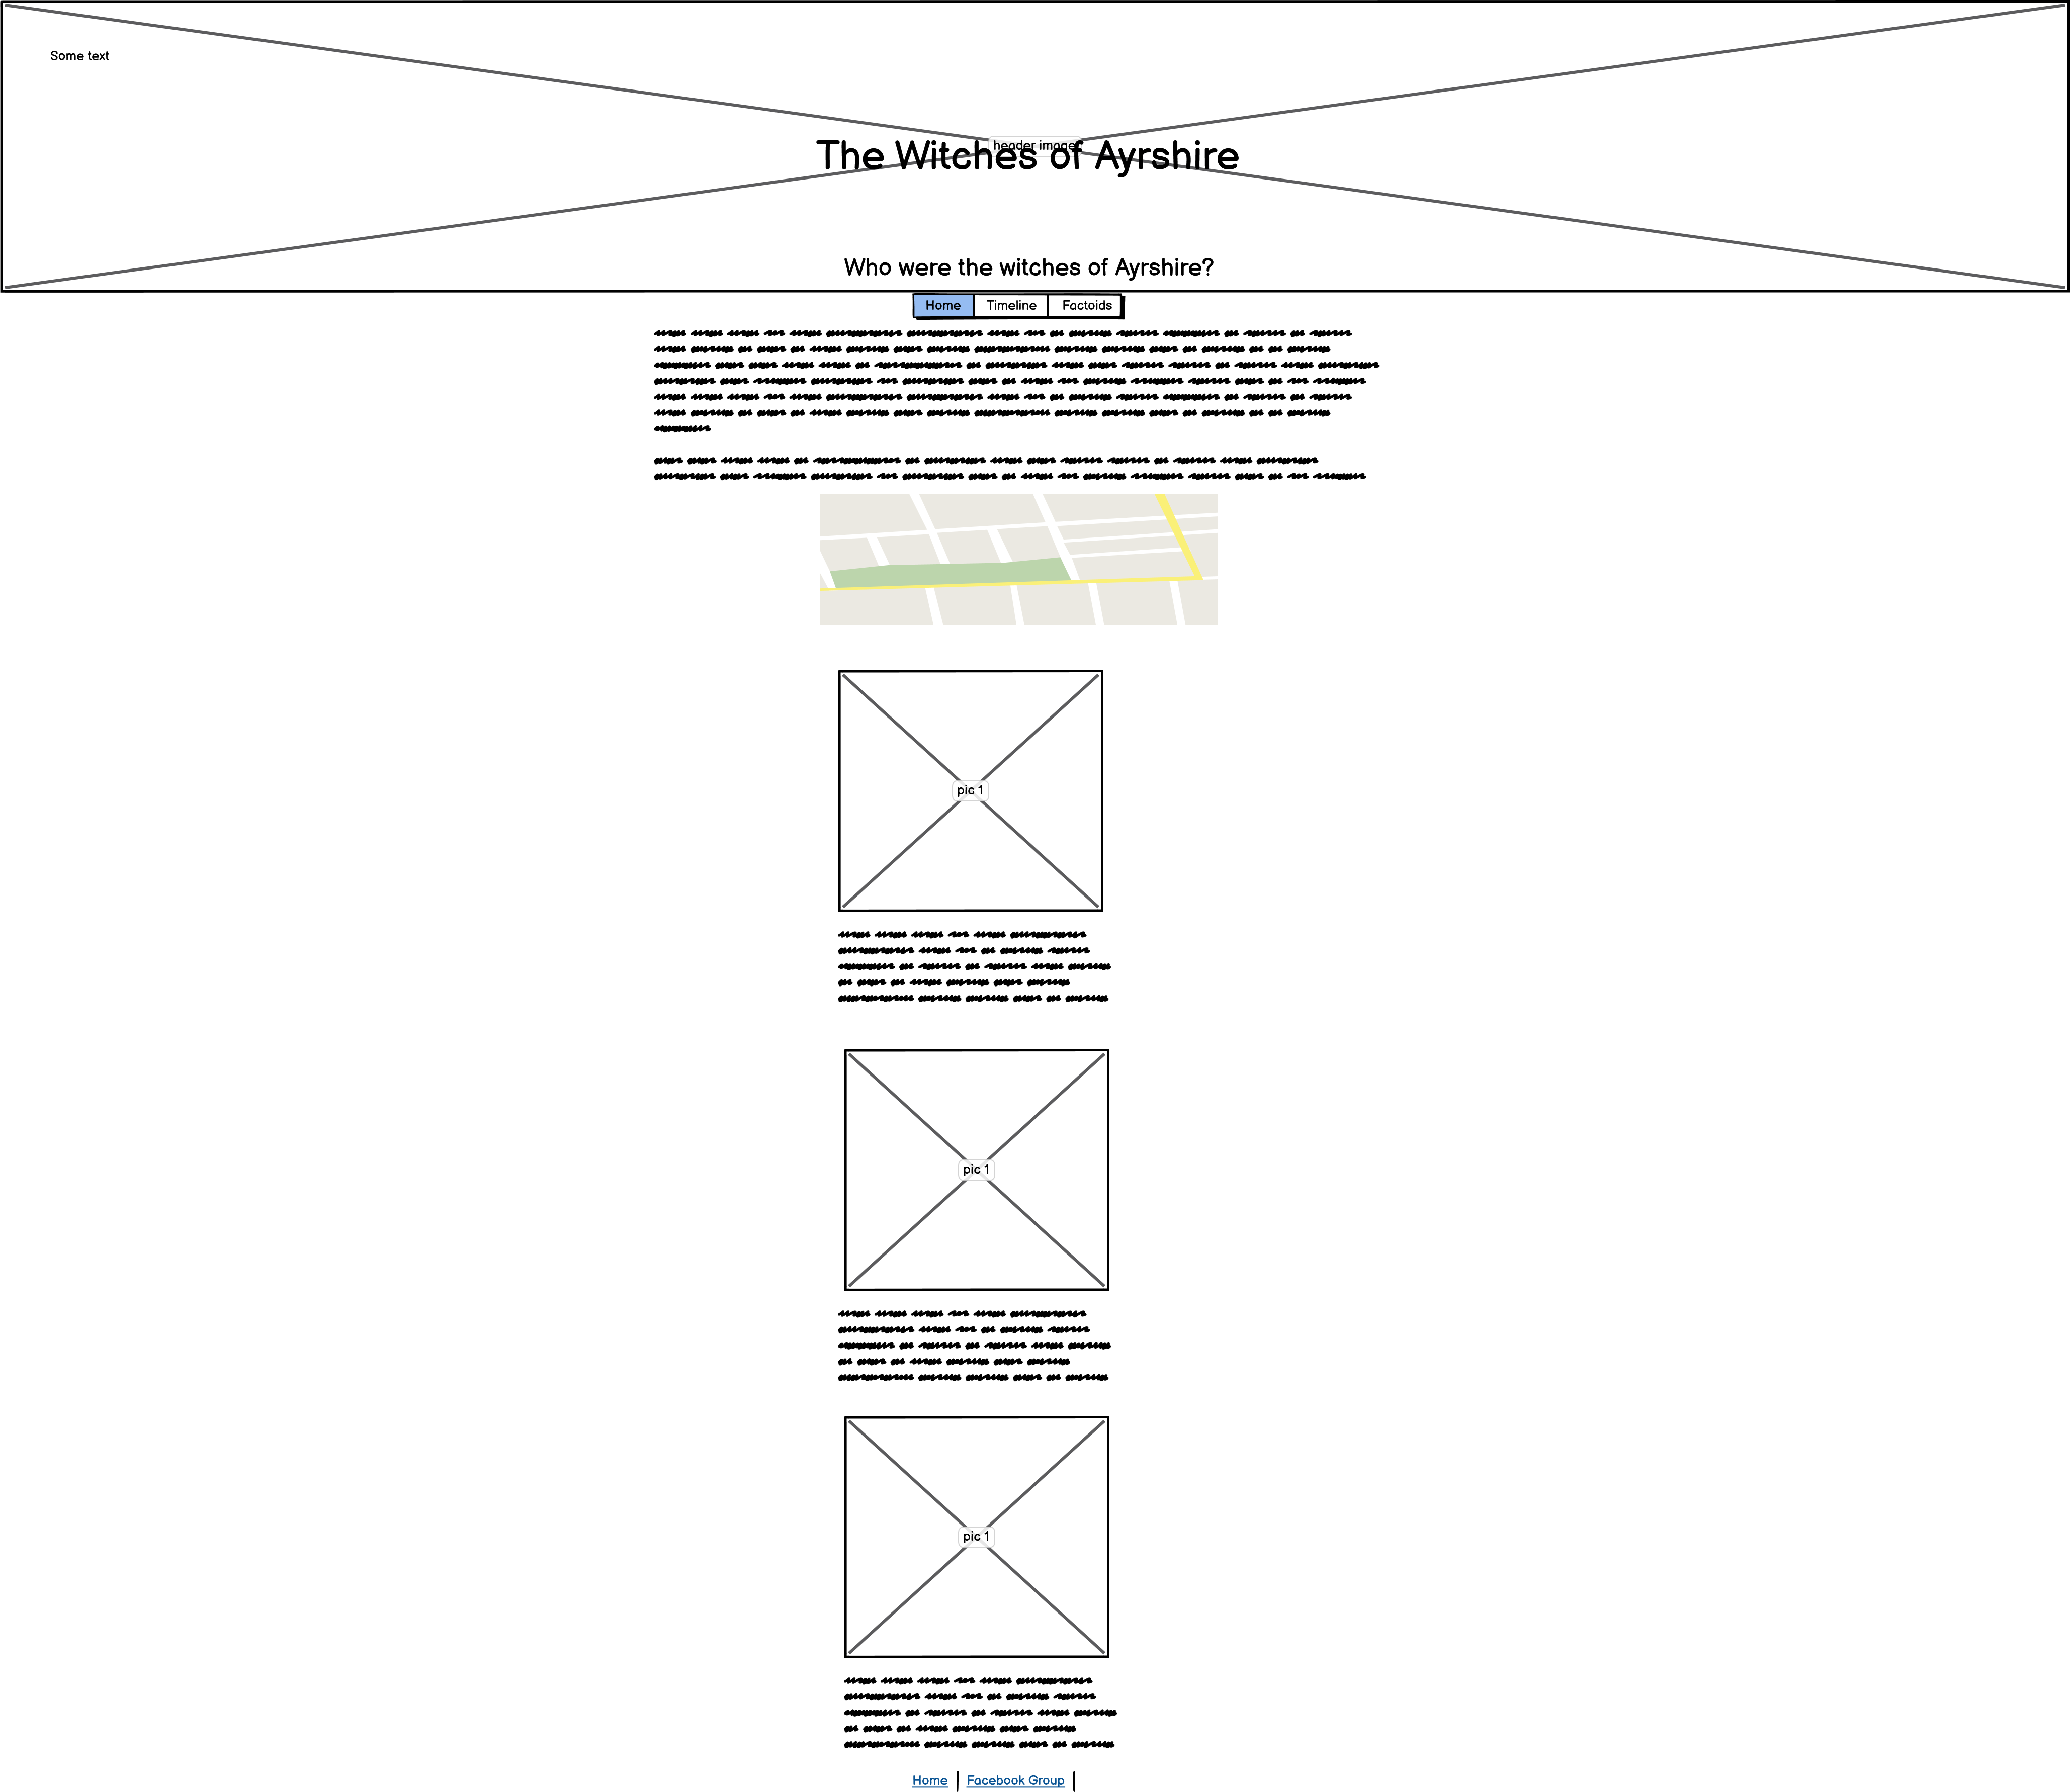 Some text
header image
The Witches of Ayrshire
Who were the witches of Ayrshire?
Home Timeline Factoids
pic 1
pic 1
pic 1
Home | Facebook Group |